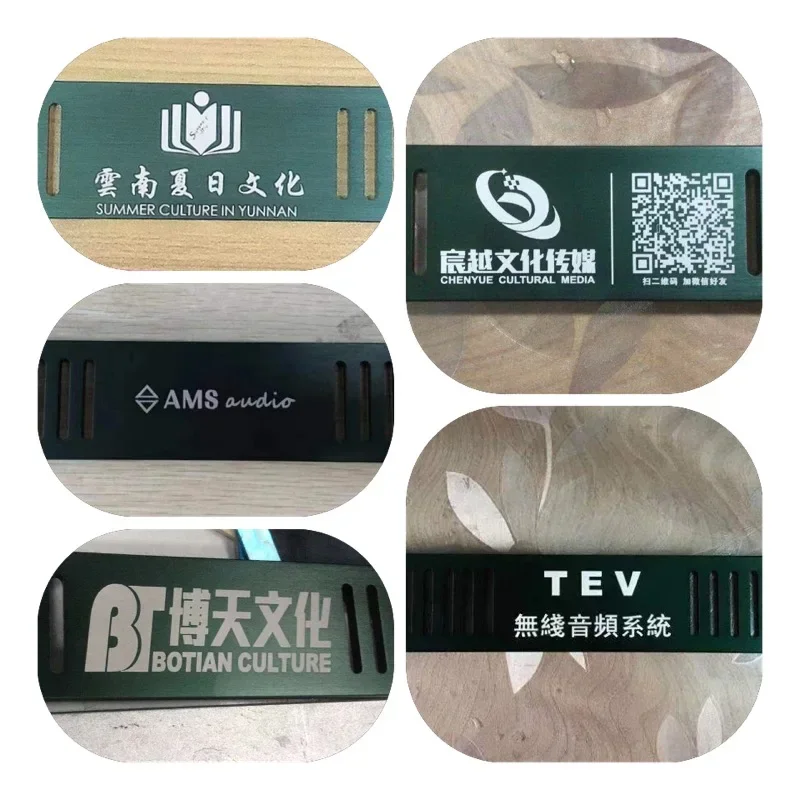 雲南夏日文化
SUMMER CULTURE IN YUNNAN
宸越文化传媒
CHENYUE CULTURAL MEDIA
扫二维码 加微信好友
AMS audio
BT 博天文化
BOTIAN CULTURE
TEV
無綫音頻系統